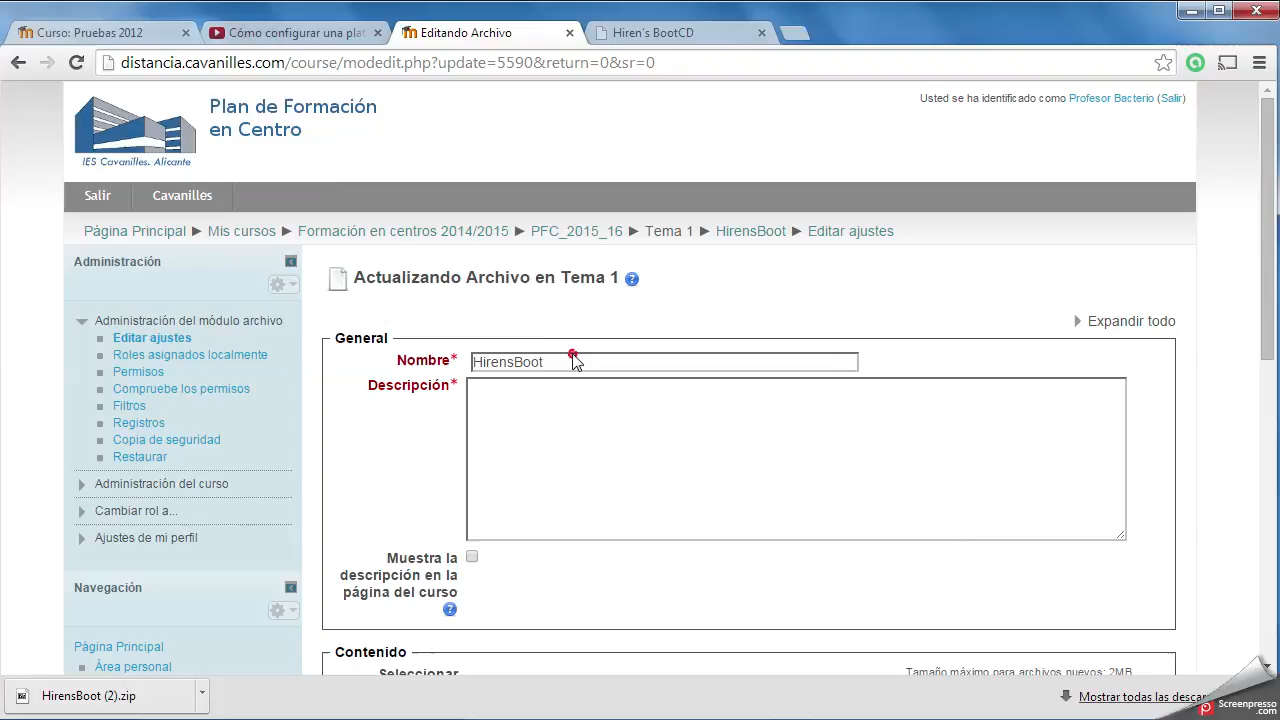 Curso: Pruebas 2012
Cómo configurar una plat
Editando Archivo
Hiren's BootCD
distancia.cavanilles.com/course/modedit.php?update=5590&return=0&sr=0
Plan de Formación
en Centro
IES Cavanilles. Alicante
Usted se ha identificado como Profesor Bacterio (Salir)
Salir
Cavanilles
Página Principal ▶ Mis cursos ▶ Formación en centros 2014/2015 ▶ PFC_2015_16 ▶ Tema 1 ▶ HirensBoot ▶ Editar ajustes
Administración
Administración del módulo archivo
Editar ajustes
Roles asignados localmente
Permisos
Compruebe los permisos
Filtros
Registros
Copia de seguridad
Restaurar
Administración del curso
Cambiar rol a...
Ajustes de mi perfil
Navegación
Página Principal
Área personal
Actualizando Archivo en Tema 1
Expandir todo
General
Nombre*
HirensBoot
Descripción*
Muestra la
descripción en la
página del curso
Contenido
Seleccionar
Tamaño máximo para archivos nuevos: 2MB
HirensBoot (2).zip
Mostrar todas las descar
Screenpresso
.com